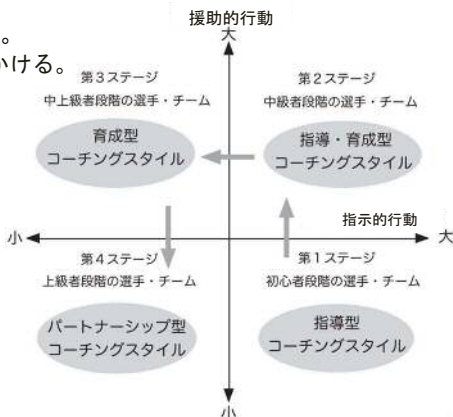 援助的行動
大
。
かける。
第3ステージ
中上級者段階の選手・チーム
育成型
コーチングスタイル
第2ステージ
中級者段階の選手・チーム
指導・育成型
コーチングスタイル
指示的行動
小
大
第4ステージ
上級者段階の選手・チーム
パートナーシップ型
コーチングスタイル
第1ステージ
初心者段階の選手・チーム
指導型
コーチングスタイル
小